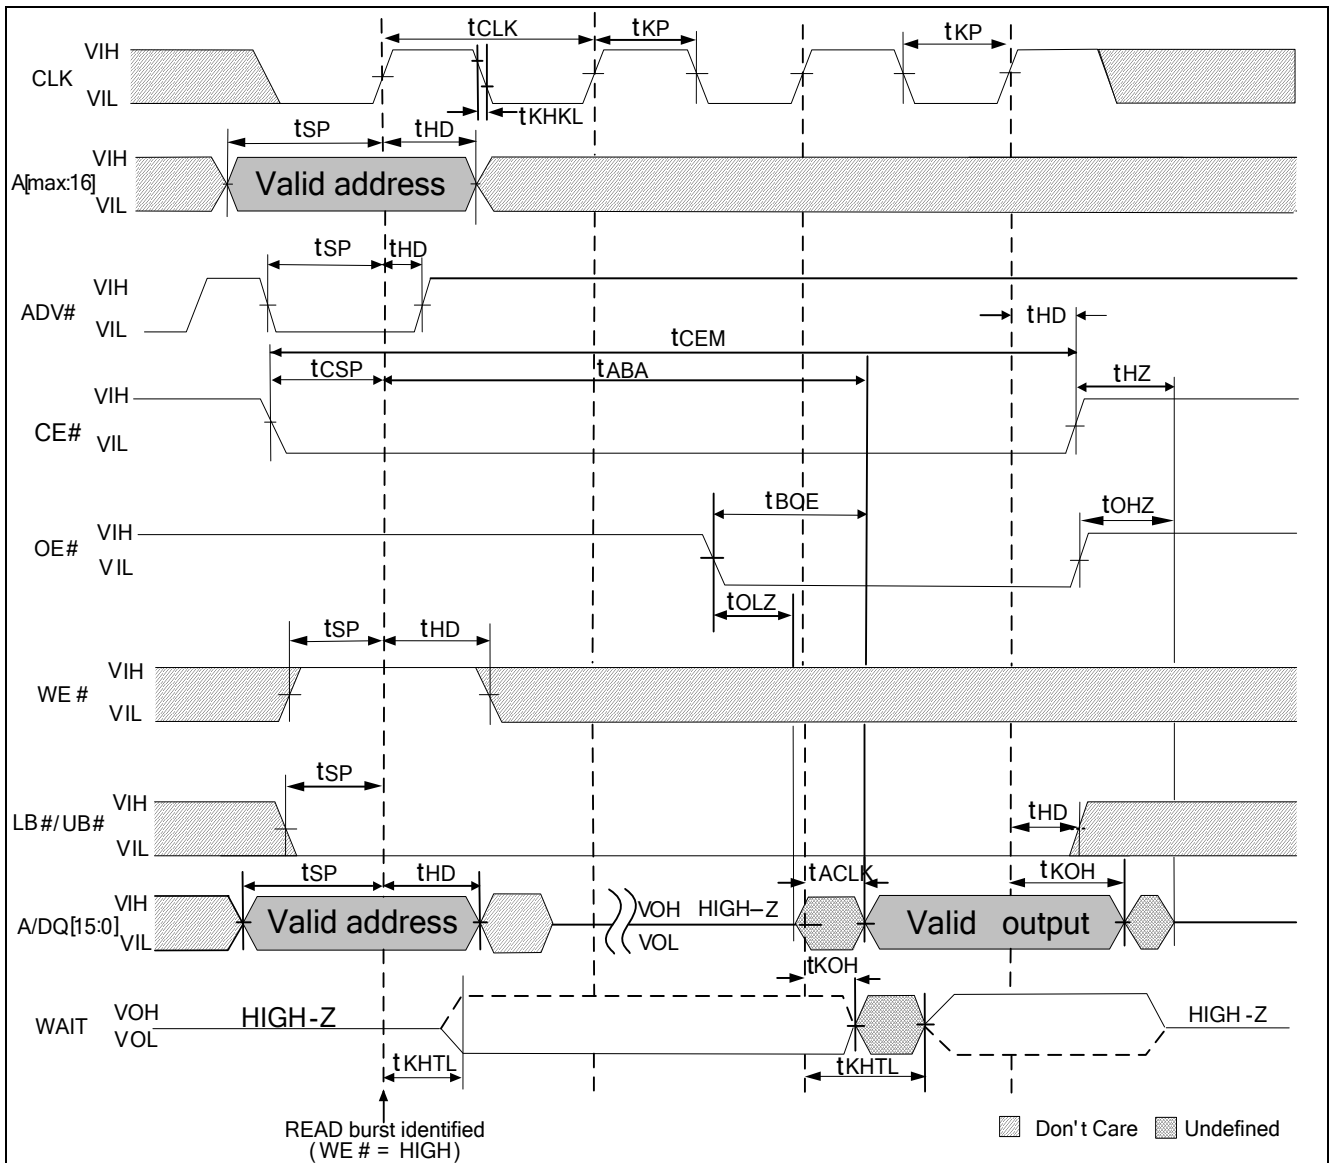 tCLK tKP tKP
VIH
CLK
VIL
tKHKL
tSP tHD
VIH
A[max:16] Valid address
VIL
tSP tHD
VIH
ADV#
VIL
tHD
tCEM
tCSP tABA tHZ
VIH
CE#
VIL
tBOE tOHZ
VIH
OE#
VIL
tOLZ
tSP tHD
VIH
WE #
VIL
tSP
VIH
LB#/UB# tHD
VIL
tSP tHD tACLK tKOH
VIH VOH HIGH-Z
A/DQ[15:0] Valid address Valid output
VIL VOL
tKOH
VOH
WAIT HIGH-Z HIGH-Z
VOL
tKHTL tKHTL
READ burst identified
(WE # = HIGH)
Don't Care Undefined